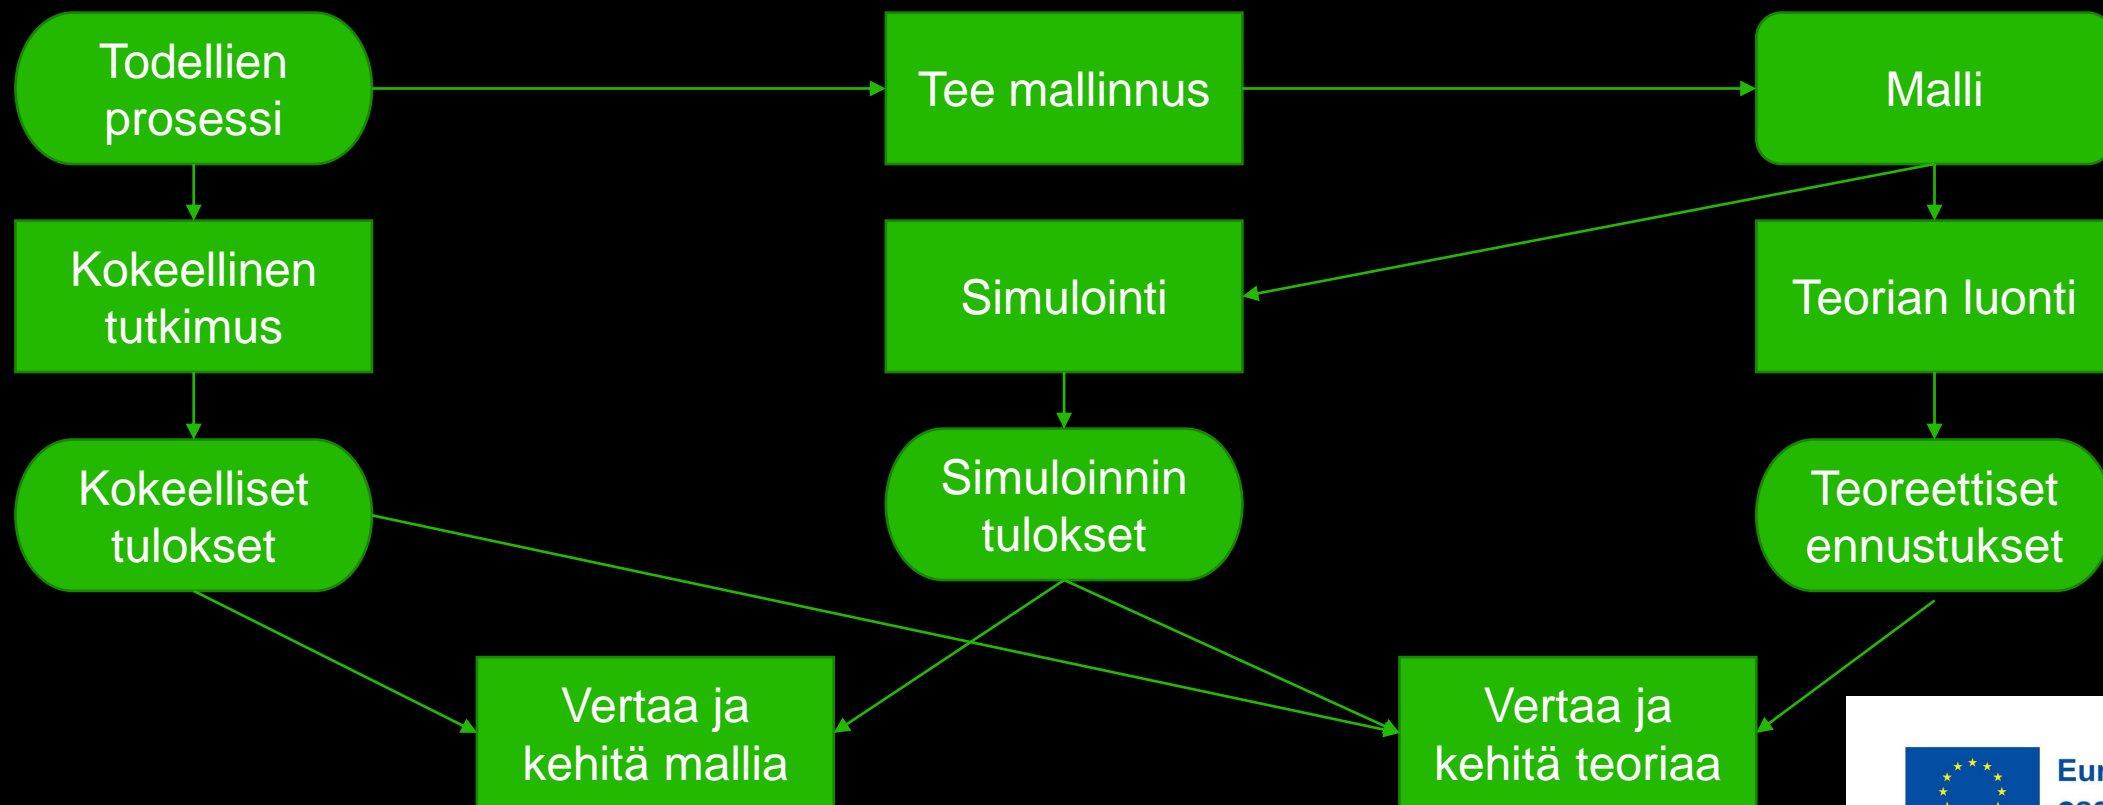 Todellien
prosessi
Tee mallinnus
Malli
Kokeellinen
tutkimus
Simulointi
Teorian luonti
Kokeelliset
tulokset
Simuloinnin
tulokset
Teoreettiset
ennustukset
Vertaa ja
kehitä mallia
Vertaa ja
kehitä teoriaa